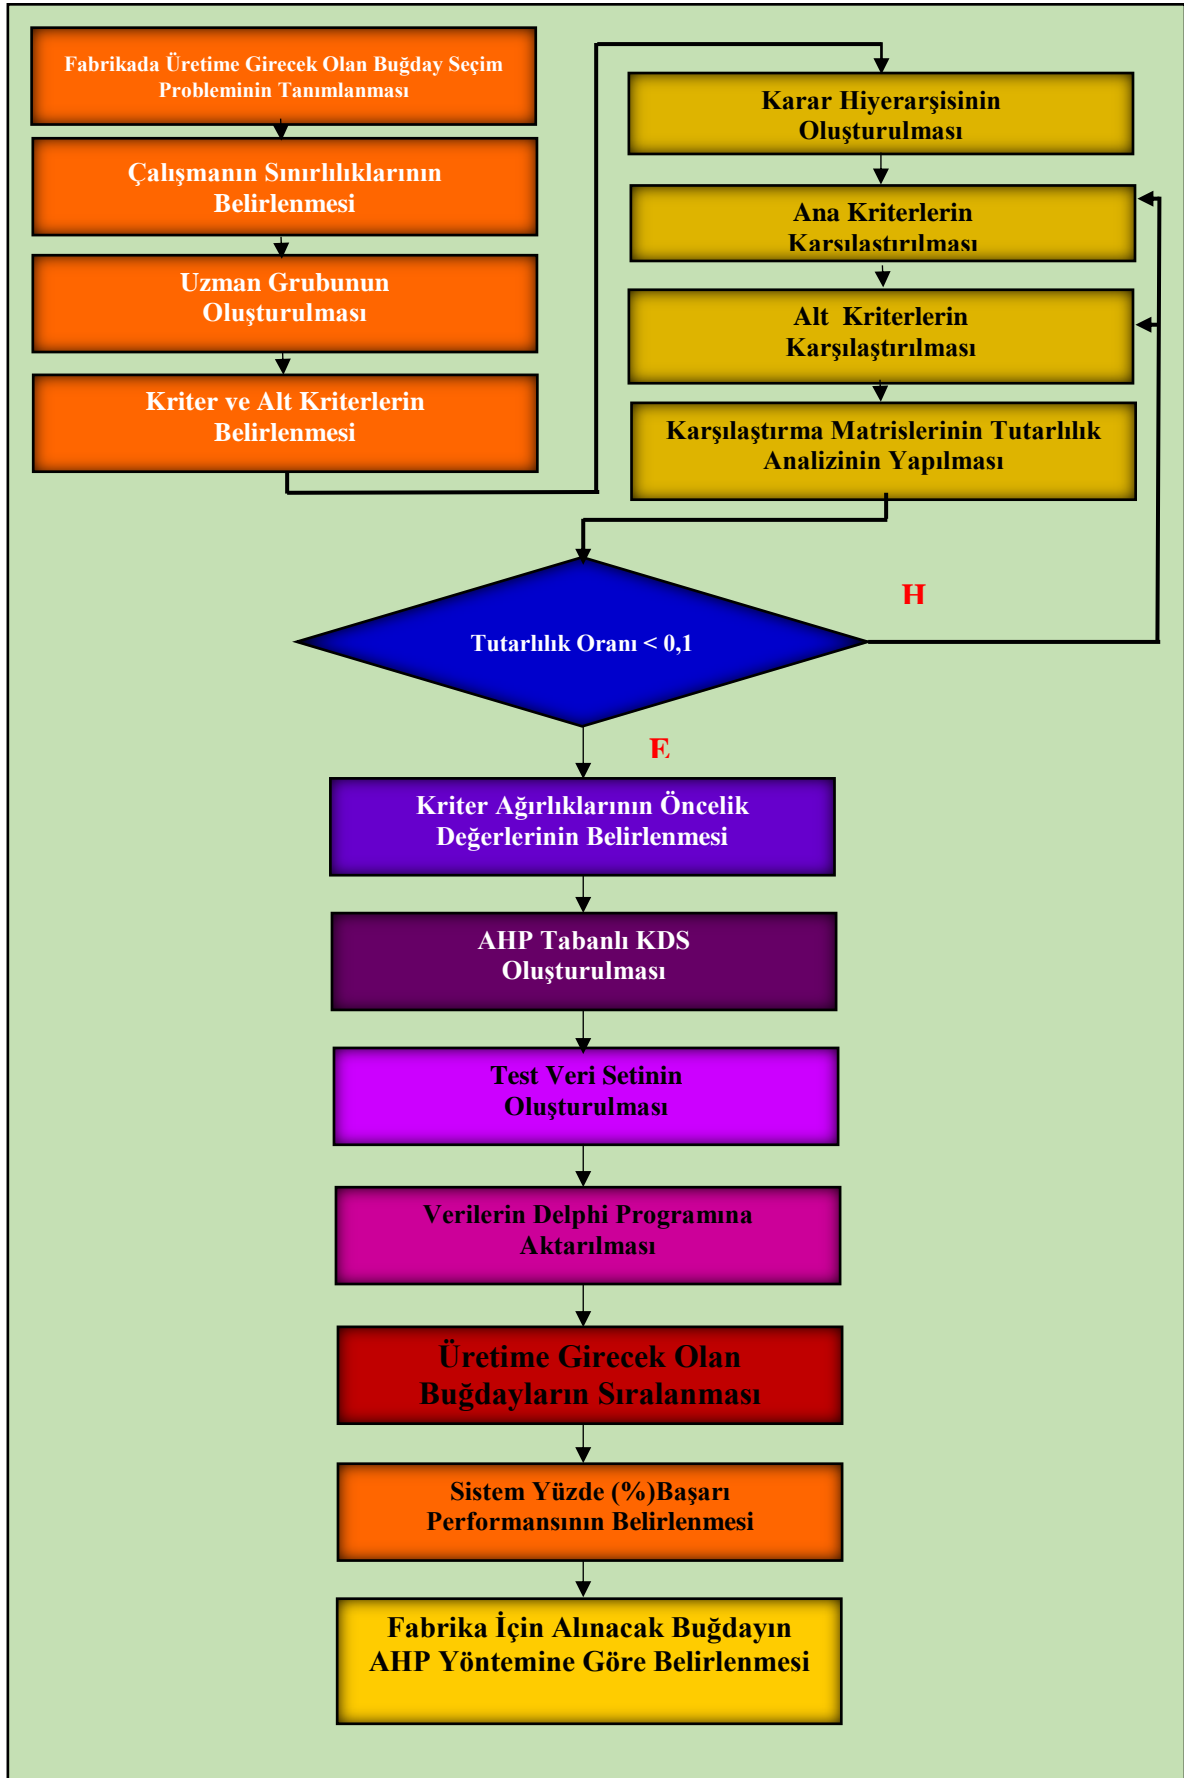 Fabrikada Üretime Girecek Olan Buğday Seçim
Probleminin Tanımlanması
Çalışmanın Sınırlılıklarının
Belirlenmesi
Uzman Grubunun
Oluşturulması
Kriter ve Alt Kriterlerin
Belirlenmesi
Karar Hiyerarşisinin
Oluşturulması
Ana Kriterlerin
Karşılaştırılması
Alt Kriterlerin
Karşılaştırılması
Karşılaştırma Matrislerinin Tutarlılık
Analizinin Yapılması
Tutarlılık Oranı < 0,1
H
E
Kriter Ağırlıklarının Öncelik
Değerlerinin Belirlenmesi
AHP Tabanlı KDS
Oluşturulması
Test Veri Setinin
Oluşturulması
Verilerin Delphi Programına
Aktarılması
Üretime Girecek Olan
Buğdayların Sıralanması
Sistem Yüzde (%)Başarı
Performansının Belirlenmesi
Fabrika İçin Alınacak Buğdayın
AHP Yöntemine Göre Belirlenmesi